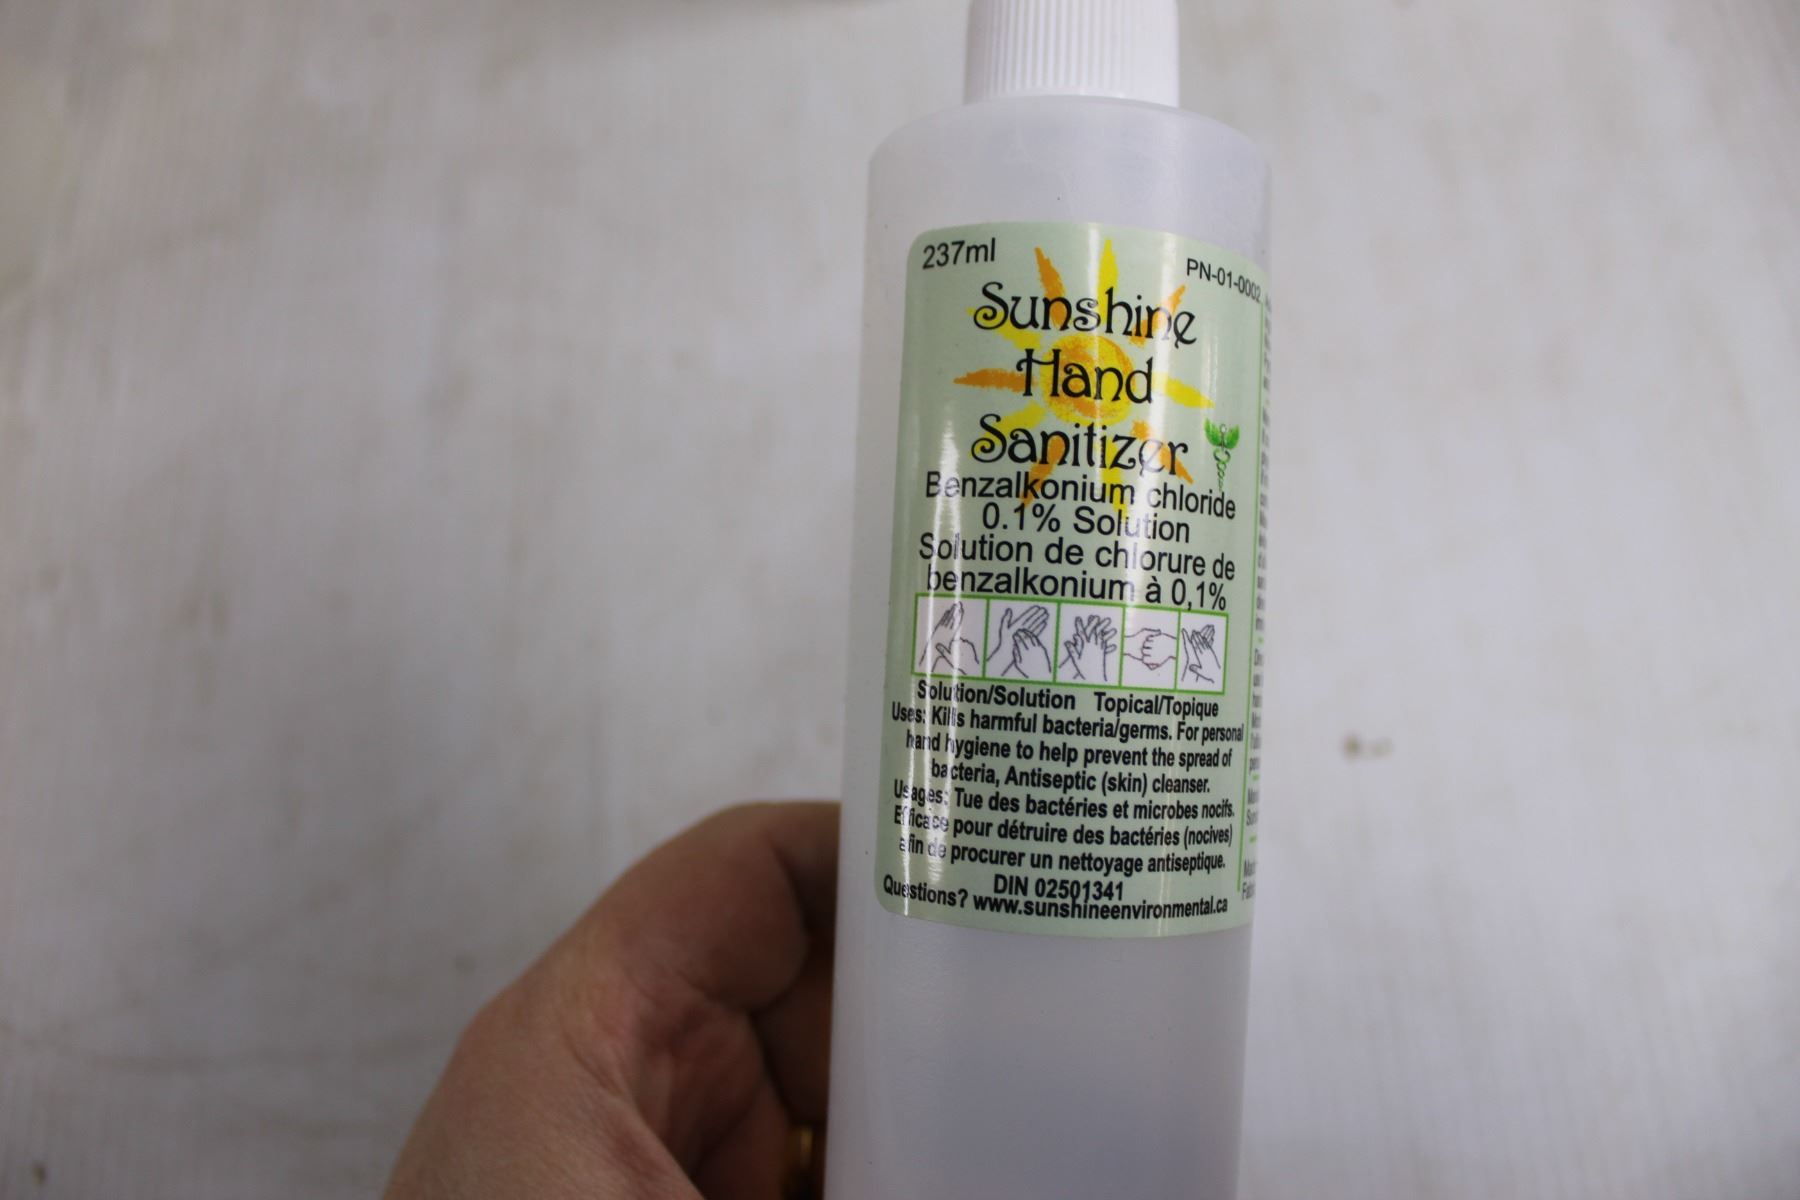 237ml
PN-01-0002
Sunshine
Hand
Sanitizer
Benzalkonium chloride
0.1% Solution
Solution de chlorure de
benzalkonium à 0,1%
Solution/Solution Topical/Topique
Uses: Kills harmful bacteria/germs. For personal
hand hygiene to help prevent the spread of
bacteria, Antiseptic (skin) cleanser.
Usages: Tue des bactéries et microbes nocifs.
Efficace pour détruire des bactéries (nocives)
afin de procurer un nettoyage antiseptique.
DIN 02501341
Questions? www.sunshineenvironmental.ca